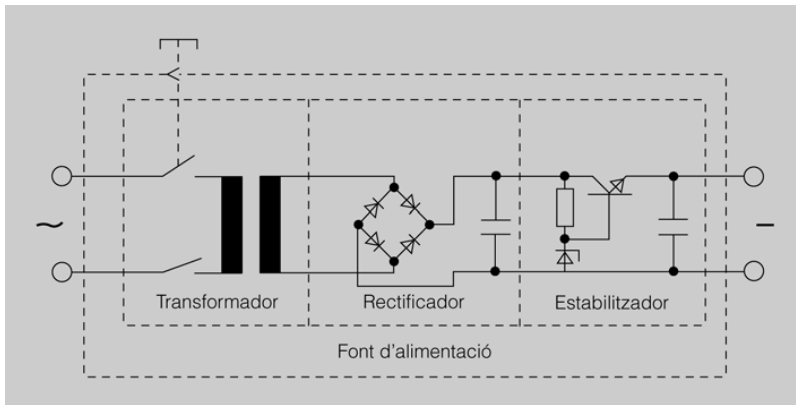 ~
–
Transformador
Rectificador
Estabilitzador
Font d'alimentació